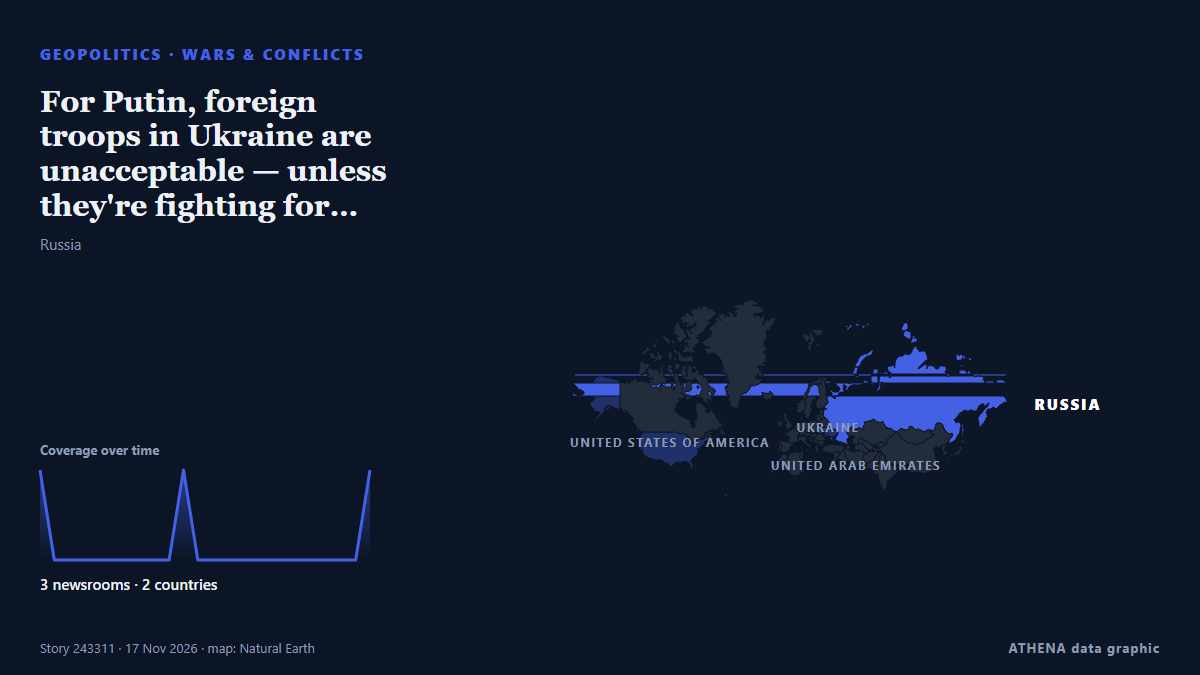 GEOPOLITICS · WARS & CONFLICTS
For Putin, foreign
troops in Ukraine are
unacceptable — unless
they're fighting for...
Russia
RUSSIA
UKRAINE
UNITED STATES OF AMERICA
UNITED ARAB EMIRATES
Coverage over time
3 newsrooms · 2 countries
Story 243311 · 17 Nov 2026 · map: Natural Earth
ATHENA data graphic